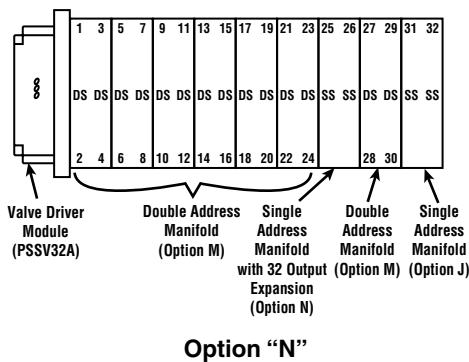 1 3 5 7 9 11 13 15 17 19 21 23 25 26 27 29 31 32
DS DS DS DS DS DS DS DS DS DS DS DS SS SS DS DS SS SS
2 4 6 8 10 12 14 16 18 20 22 24 28 30
Valve Driver
Module
(PSSV32A)
Double Address
Manifold
(Option M)
Single
Address
Manifold
with 32 Output
Expansion
(Option N)
Double
Address
Manifold
(Option M)
Single
Address
Manifold
(Option J)
Option “N”